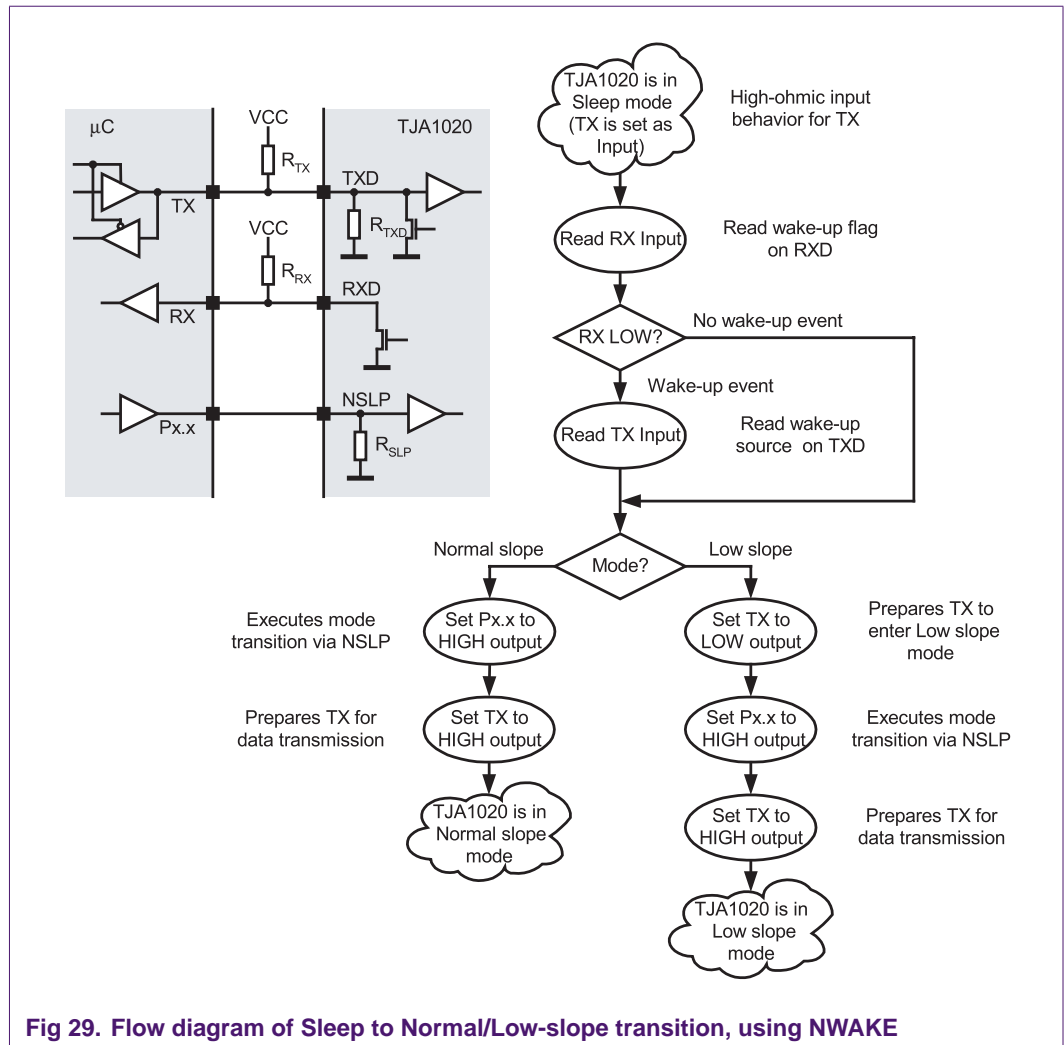 μC
VCC
TJA1020
R_TX
TX
TXD
R_TXD
VCC
R_RX
RXD
RX
NSLP
Px.x
R_SLP
TJA1020 is in
Sleep mode
(TX is set as
Input)
High-ohmic input
behavior for TX
Read RX Input
Read wake-up flag
on RXD
RX LOW?
No wake-up event
Wake-up event
Read TX Input
Read wake-up
source on TXD
Mode?
Normal slope
Low slope
Executes mode
transition via NSLP
Set Px.x to
HIGH output
Prepares TX for
data transmission
Set TX to
HIGH output
TJA1020 is in
Normal slope
mode
Set TX to
LOW output
Prepares TX to
enter Low slope
mode
Set Px.x to
HIGH output
Executes mode
transition via NSLP
Set TX to
HIGH output
Prepares TX for
data transmission
TJA1020 is in
Low slope
mode
Fig 29. Flow diagram of Sleep to Normal/Low-slope transition, using NWAKE